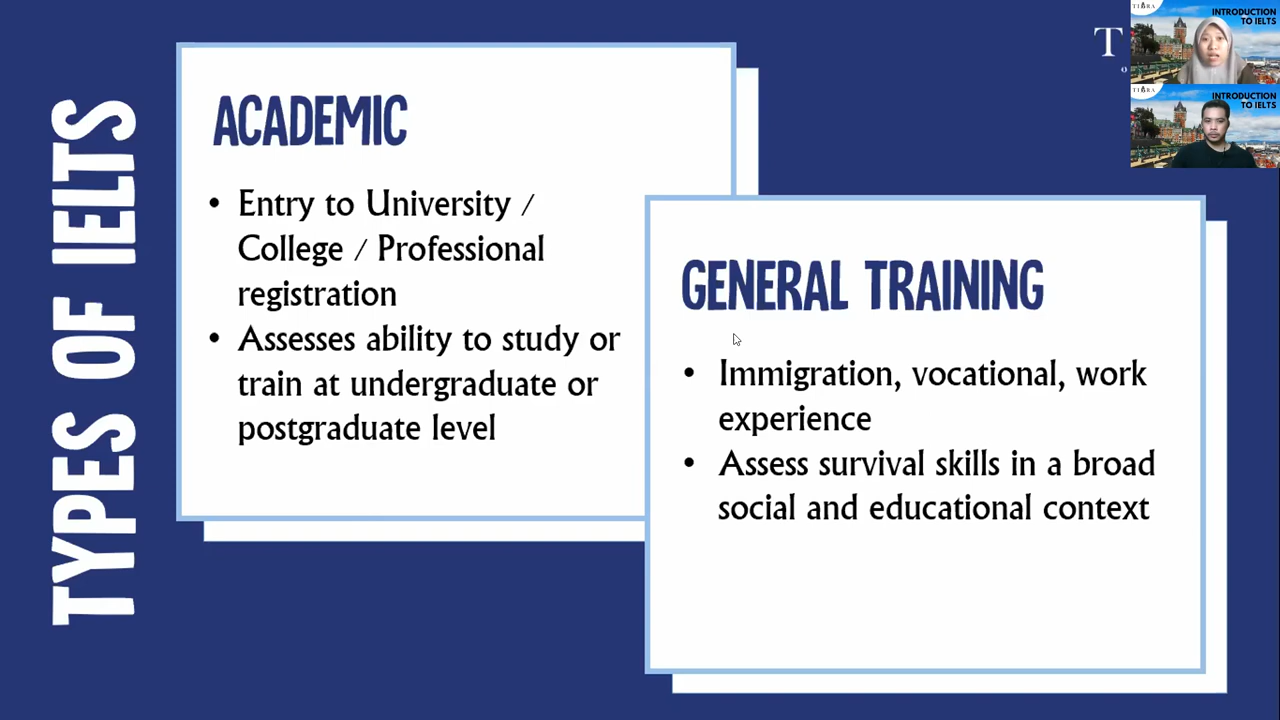 TYPES OF IELTS
ACADEMIC
• Entry to University /
College / Professional
registration
• Assesses ability to study or
train at undergraduate or
postgraduate level
GENERAL TRAINING
• Immigration, vocational, work
experience
• Assess survival skills in a broad
social and educational context
T
INTRODUCTION
TO IELTS
INTRODUCTION
TO IELTS